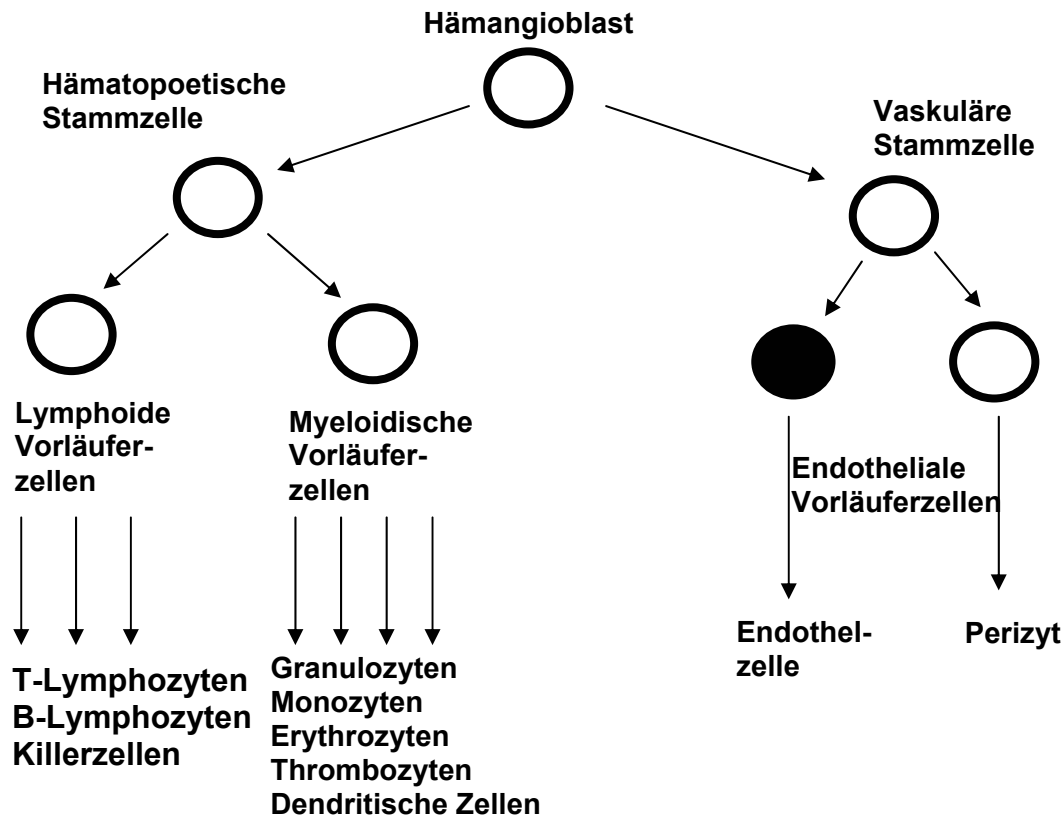 Hämangioblast
Hämatopoetische
Stammzelle
Vaskuläre
Stammzelle
Lymphoide
Vorläufer-
zellen
Myeloidische
Vorläufer-
zellen
Endotheliale
Vorläuferzellen
T-Lymphozyten
B-Lymphozyten
Killerzellen
Granulozyten
Monozyten
Erythrozyten
Thrombozyten
Dendritische Zellen
Endothel-
zelle
Perizyt